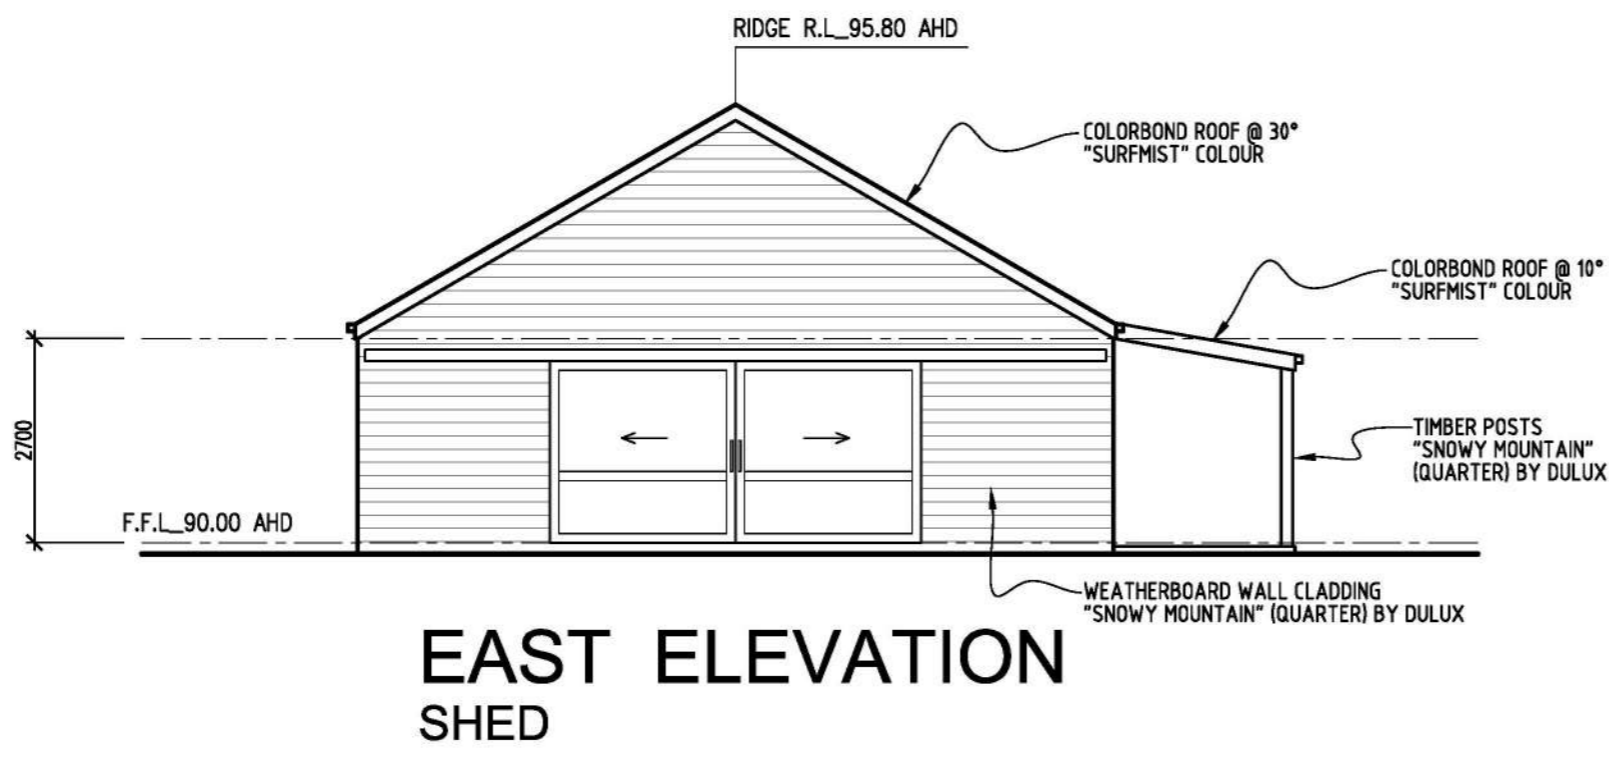 RIDGE R.L_95.80 AHD
COLORBOND ROOF @ 30°
"SURFMIST" COLOUR
COLORBOND ROOF @ 10°
"SURFMIST" COLOUR
2700
TIMBER POSTS
"SNOWY MOUNTAIN"
(QUARTER) BY DULUX
F.F.L_90.00 AHD
WEATHERBOARD WALL CLADDING
"SNOWY MOUNTAIN" (QUARTER) BY DULUX
EAST ELEVATION
SHED